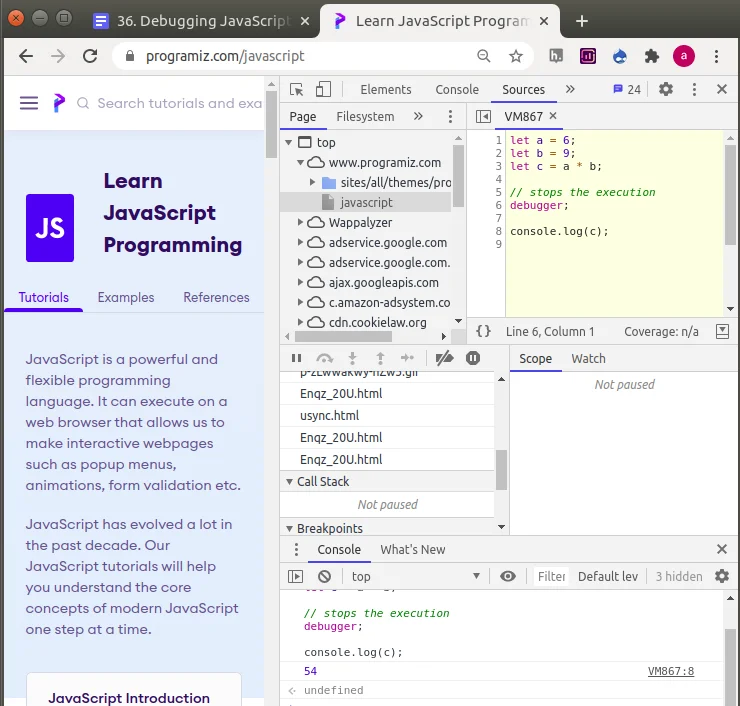 36. Debugging JavaScript
Learn JavaScript Program
programiz.com/javascript
a
Search tutorials and exa
JS
Learn
JavaScript
Programming
Tutorials Examples References
JavaScript is a powerful and
flexible programming
language. It can execute on a
web browser that allows us to
make interactive webpages
such as popup menus,
animations, form validation etc.
JavaScript has evolved a lot in
the past decade. Our
JavaScript tutorials will help
you understand the core
concepts of modern JavaScript
one step at a time.
JavaScript Introduction
Elements Console Sources » 24
Page Filesystem »
top
www.programiz.com
sites/all/themes/pro
javascript
Wappalyzer
adservice.google.com
adservice.google.com.
ajax.googleapis.com
c.amazon-adsystem.co
cdn.cookielaw.org
VM867
1 let a = 6;
2 let b = 9;
3 let c = a * b;
4
5 // stops the execution
6 debugger;
7
8 console.log(c);
9
{} Line 6, Column 1 Coverage: n/a
Enqz_20U.html
usync.html
Enqz_20U.html
Enqz_20U.html
Call Stack
Not paused
Breakpoints
Scope Watch
Not paused
Console What's New
top Filter Default lev 3 hidden
// stops the execution
debugger;
console.log(c);
54 VM867:8
undefined